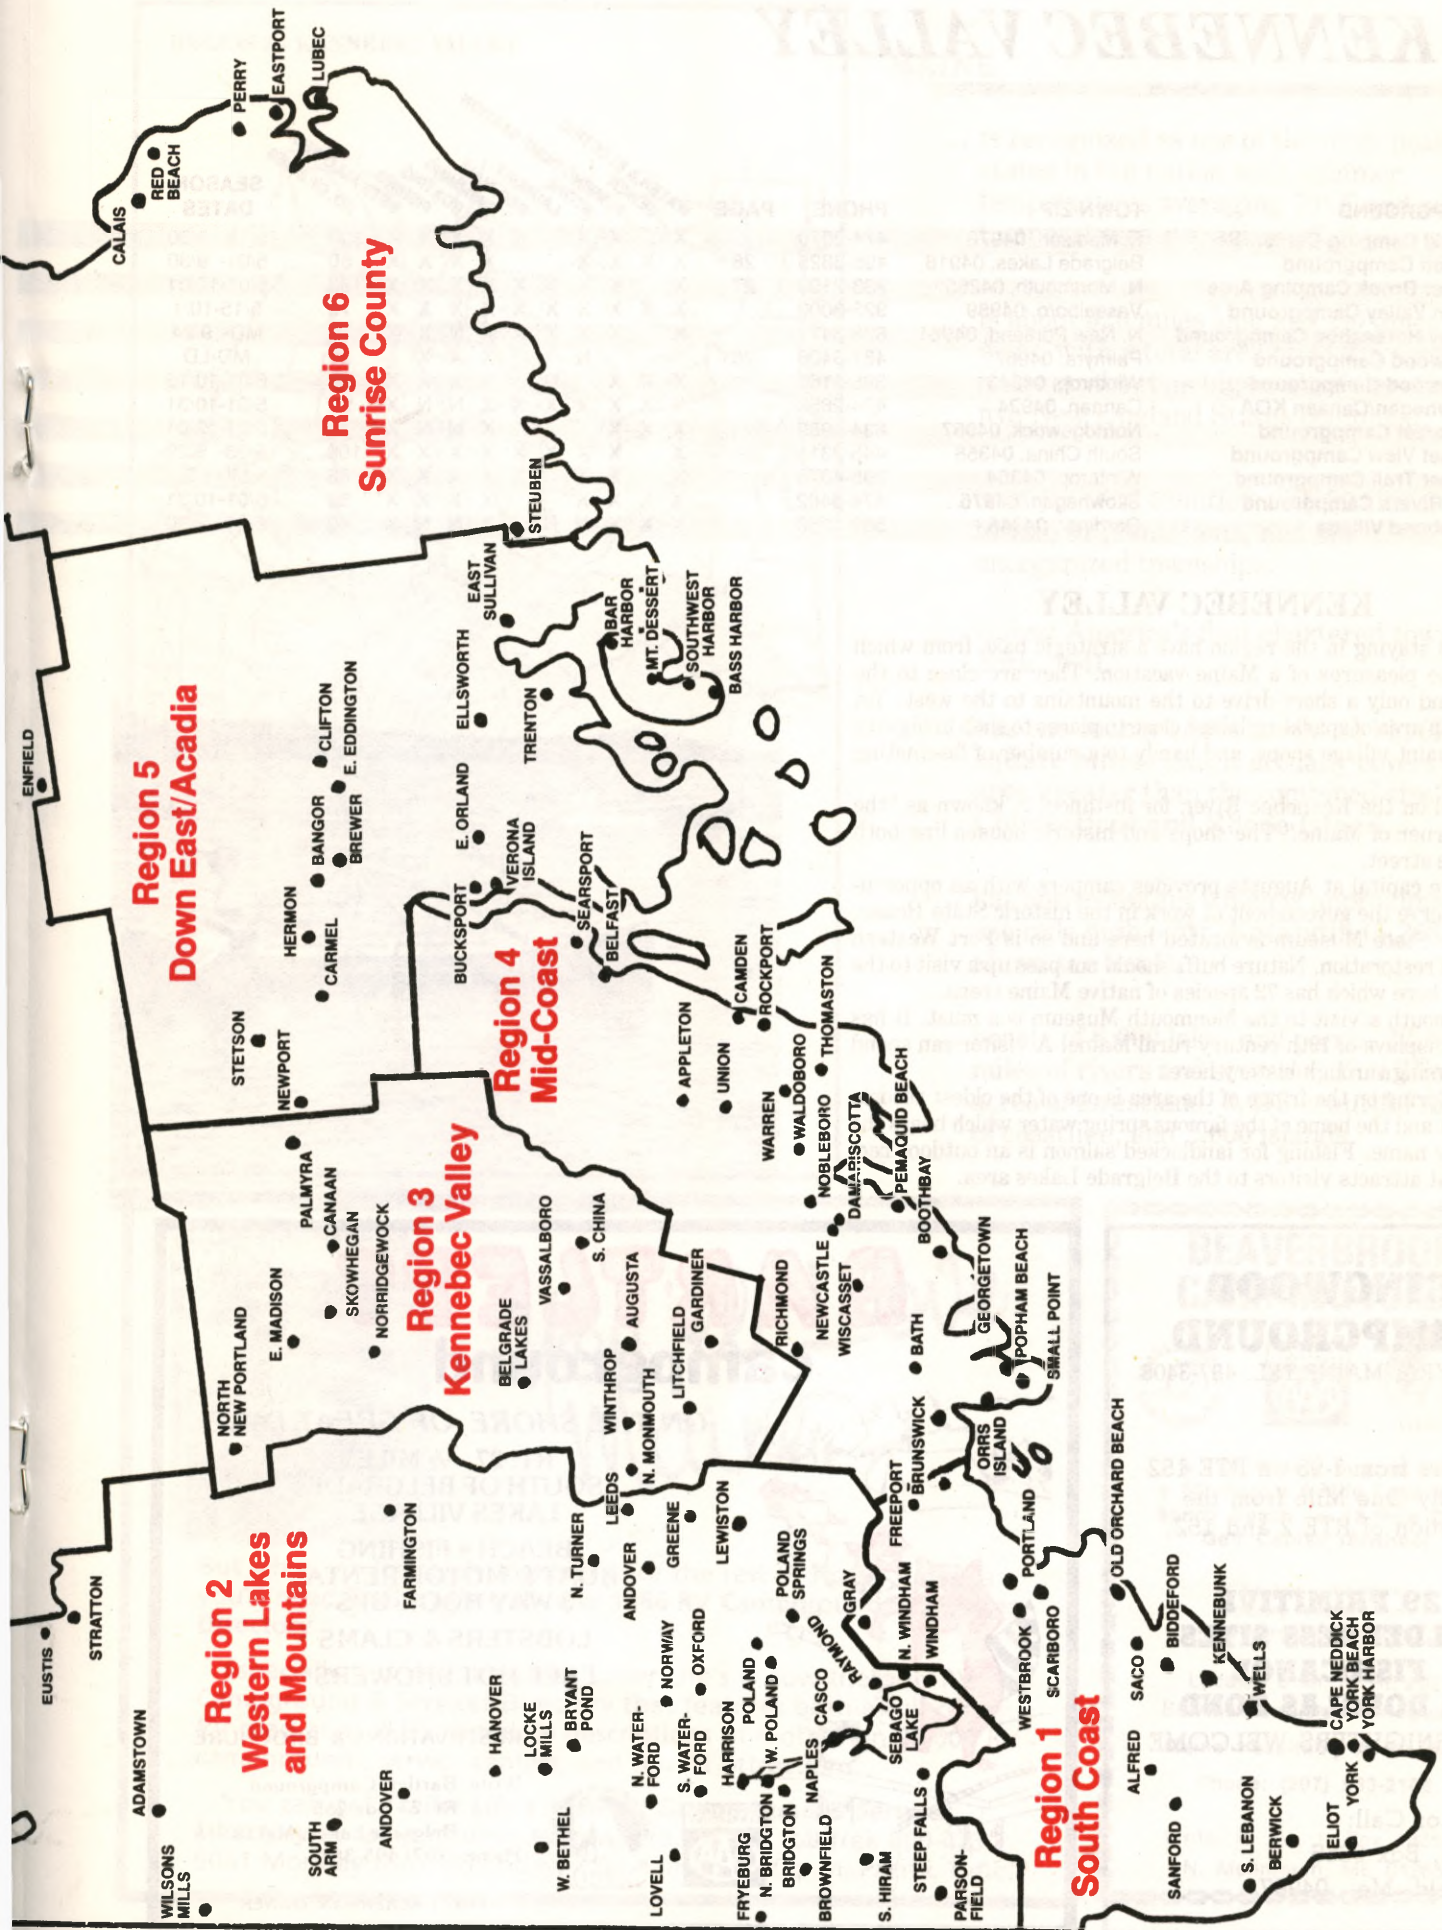 CALAIS
RED
BEACH
PERRY
EASTPORT
LUBEC
Region 6
Sunrise County
STEUBEN
ENFIELD
Region 5
Down East/Acadia
EAST
SULLIVAN
BAR
HARBOR
MT. DESSERT
SOUTHWEST
HARBOR
BASS HARBOR
ELLSWORTH
TRENTON
CLIFTON
E. EDDINGTON
BANGOR
BREWER
HERMON
CARMEL
E. ORLAND
VERONA
ISLAND
BUCKSPORT
STETSON
NEWPORT
Region 4
Mid-Coast
SEARSPORT
BELFAST
CAMDEN
ROCKPORT
APPLETON
UNION
THOMASTON
WARREN
WALDOBORO
NOBLEBORO
DAMARISCOTTA
PEMAQUID BEACH
BOOTHBAY
NEWCASTLE
WISCASSET
RICHMOND
BATH
GEORGETOWN
POPHAM BEACH
SMALL POINT
BRUNSWICK
ORRS
ISLAND
Region 3
Kennebec Valley
PALMYRA
CANAAN
SKOWHEGAN
NORRIDGEWOCK
E. MADISON
NORTH
NEW PORTLAND
VASSALBORO
S. CHINA
BELGRADE
LAKES
AUGUSTA
GARDINER
WINTHROP
N. MONMOUTH
LITCHFIELD
Region 2
Western Lakes
and Mountains
EUSTIS
STRATTON
FARMINGTON
ADAMSTOWN
WILSONS
MILLS
SOUTH
ARM
ANDOVER
HANOVER
LOCKE
MILLS
BRYANT
POND
W. BETHEL
N. TURNER
LEEDS
ANDOVER
GREENE
LEWISTON
N. WATER-
FORD
S. WATER-
FORD
NORWAY
OXFORD
LOVELL
HARRISON
POLAND
W. POLAND
POLAND
SPRINGS
FRYEBURG
N. BRIDGTON
BRIDGTON
NAPLES
CASCO
RAYMOND
GRAY
BROWNFIELD
S. HIRAM
SEBAGO
LAKE
STEEP FALLS
PARSON-
FIELD
N. WINDHAM
WINDHAM
FREEPORT
PORTLAND
WESTBROOK
SCARBORO
OLD ORCHARD BEACH
Region 1
South Coast
SACO
BIDDEFORD
KENNEBUNK
WELLS
ALFRED
SANFORD
S. LEBANON
BERWICK
CAPE NEDDICK
YORK BEACH
YORK HARBOR
YORK
ELIOT